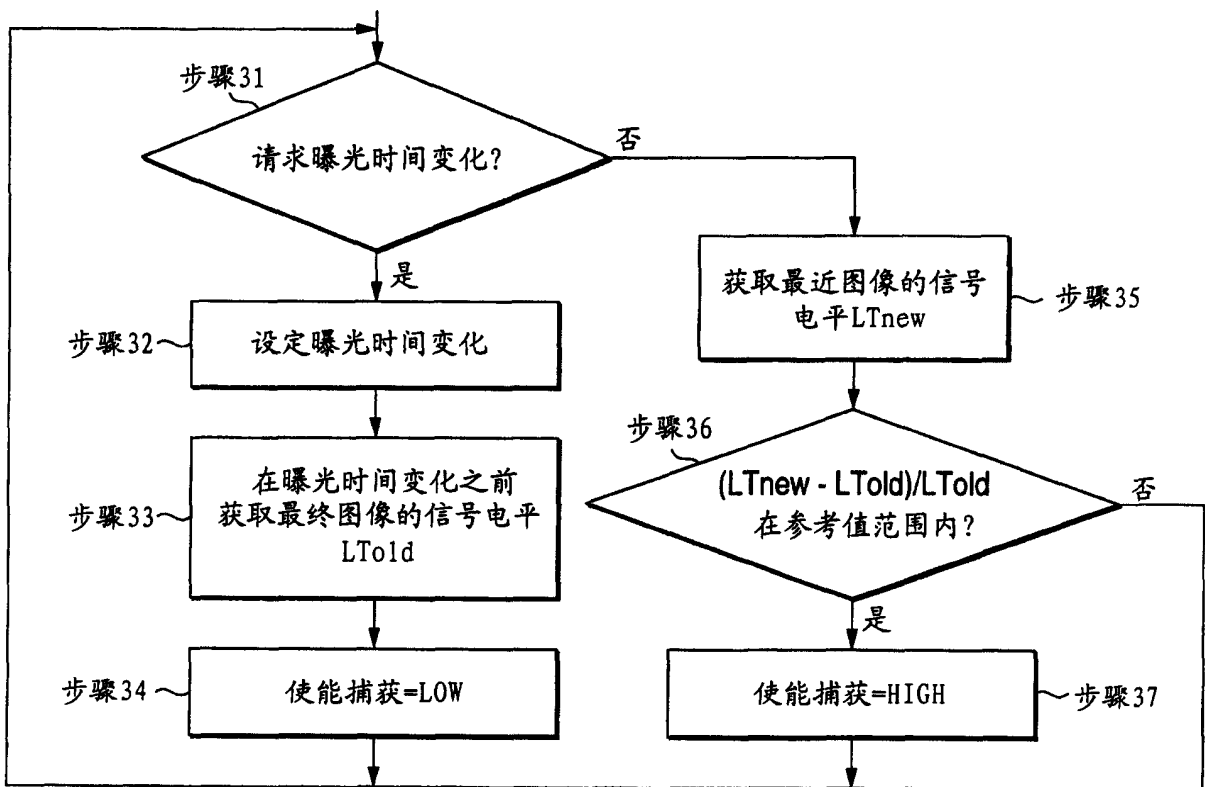 步骤31
请求曝光时间变化?
否
是
步骤32
设定曝光时间变化
步骤33
在曝光时间变化之前
获取最终图像的信号电平
LTold
步骤34
使能捕获=LOW
获取最近图像的信号
电平LTnew
步骤35
步骤36
(LTnew - LTold)/LTold
在参考值范围内?
否
是
使能捕获=HIGH
步骤37